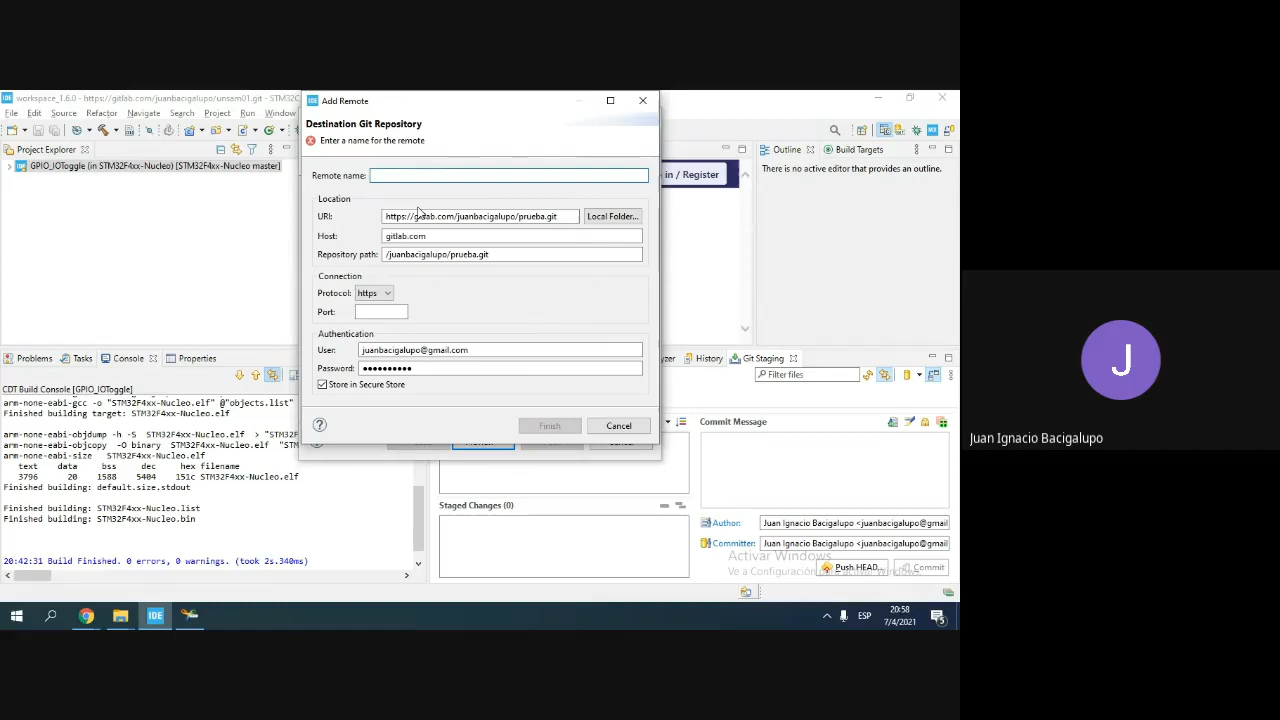 workspace_1.6.0 - https://gitlab.com/juanbacigalupo/unsam01.git - STM32C
Add Remote
File Edit Source Refactor Navigate Search Project Run Window
Destination Git Repository
Enter a name for the remote
Project Explorer
Outline
Build Targets
GPIO_IOToggle (in STM32F4xx-Nucleo) [STM32F4xx-Nucleo master]
in / Register
There is no active editor that provides an outline.
Remote name:
Location
URI: https://gitlab.com/juanbacigalupo/prueba.git Local Folder...
Host: gitlab.com
Repository path: /juanbacigalupo/prueba.git
Connection
Protocol: https
Port:
Authentication
User: juanbacigalupo@gmail.com
Password: ●●●●●●●●●●
Store in Secure Store
Finish Cancel
Problems Tasks Console Properties
History Git Staging
Filter files
CDT Build Console [GPIO_IOToggle]
arm-none-eabi-gcc -o "STM32F4xx-Nucleo.elf" @"objects.list"
Finished building target: STM32F4xx-Nucleo.elf
arm-none-eabi-objdump -h -S STM32F4xx-Nucleo.elf > "STM32F4
arm-none-eabi-objcopy -O binary STM32F4xx-Nucleo.elf "STM
arm-none-eabi-size STM32F4xx-Nucleo.elf
text data bss dec hex filename
3796 20 1588 5404 151c STM32F4xx-Nucleo.elf
Finished building: default.size.stdout
Finished building: STM32F4xx-Nucleo.list
Finished building: STM32F4xx-Nucleo.bin
20:42:31 Build Finished. 0 errors, 0 warnings. (took 2s.340ms)
Commit Message
Staged Changes (0)
Author: Juan Ignacio Bacigalupo <juanbacigalupo@gmail
Committer: Juan Ignacio Bacigalupo <juanbacigalupo@gmail
Activar Windows
Ve a Configuración para activar Windows.
Push HEAD... Commit
ESP
20:58
7/4/2021
5
J
Juan Ignacio Bacigalupo